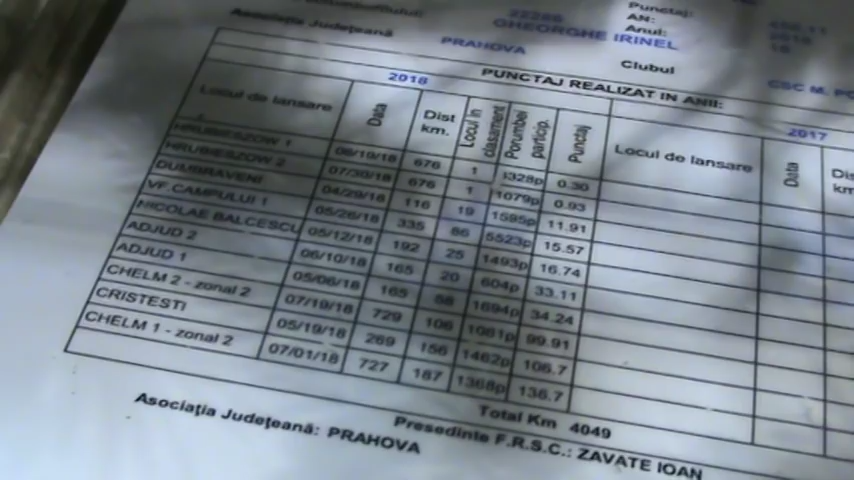 Punctaj:
AN:
GHEORGHE IRINEL
Anul:
Asociația Județeană PRAHOVA
Clubul CSC M.
PUNCTAJ REALIZAT IN ANII:
2018 2017
Locul de lansare Data Dist km. Locul in clasament Porumbei particip. Punctaj Locul de lansare Data
HRUBIESZOW 1 676 1 3328p 0.30
HRUBIESZOW 2 07/30/18 676 1 1079p 0.93
DUMBRAVENI 04/29/18 116 19 1595p 11.91
VF.CAMPULUI 1 05/26/18 335 86 5523p 15.57
NICOLAE BALCESCU 05/12/18 192 25 1493p 16.74
ADJUD 2 06/10/18 165 20 604p 33.11
ADJUD 1 05/06/18 165 58 1694p 34.24
CHELM 2 - zonal 2 07/19/18 729 106 1061p 99.91
CRISTESTI 05/19/18 269 156 1462p 106.7
CHELM 1 - zonal 2 07/01/18 727 187 1368p 136.7
Total Km 4049
Asociația Județeană: PRAHOVA Presedinte F.R.S.C.: ZAVATE IOAN